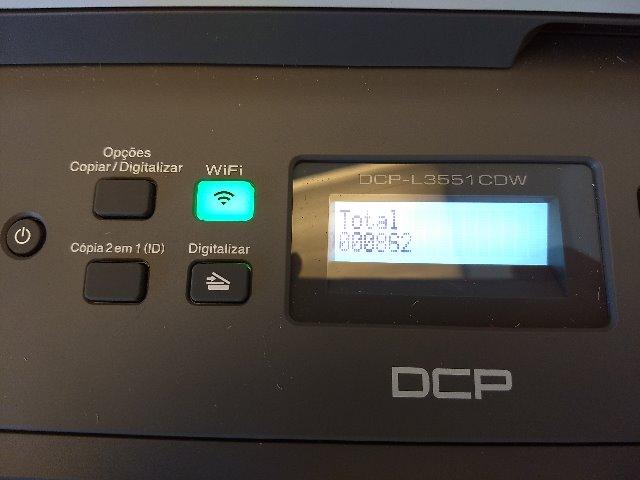 Opções
Copiar/Digitalizar
WiFi
Cópia 2 em 1 (ID)
Digitalizar
DCP-L3551CDW
Total
000862
DCP